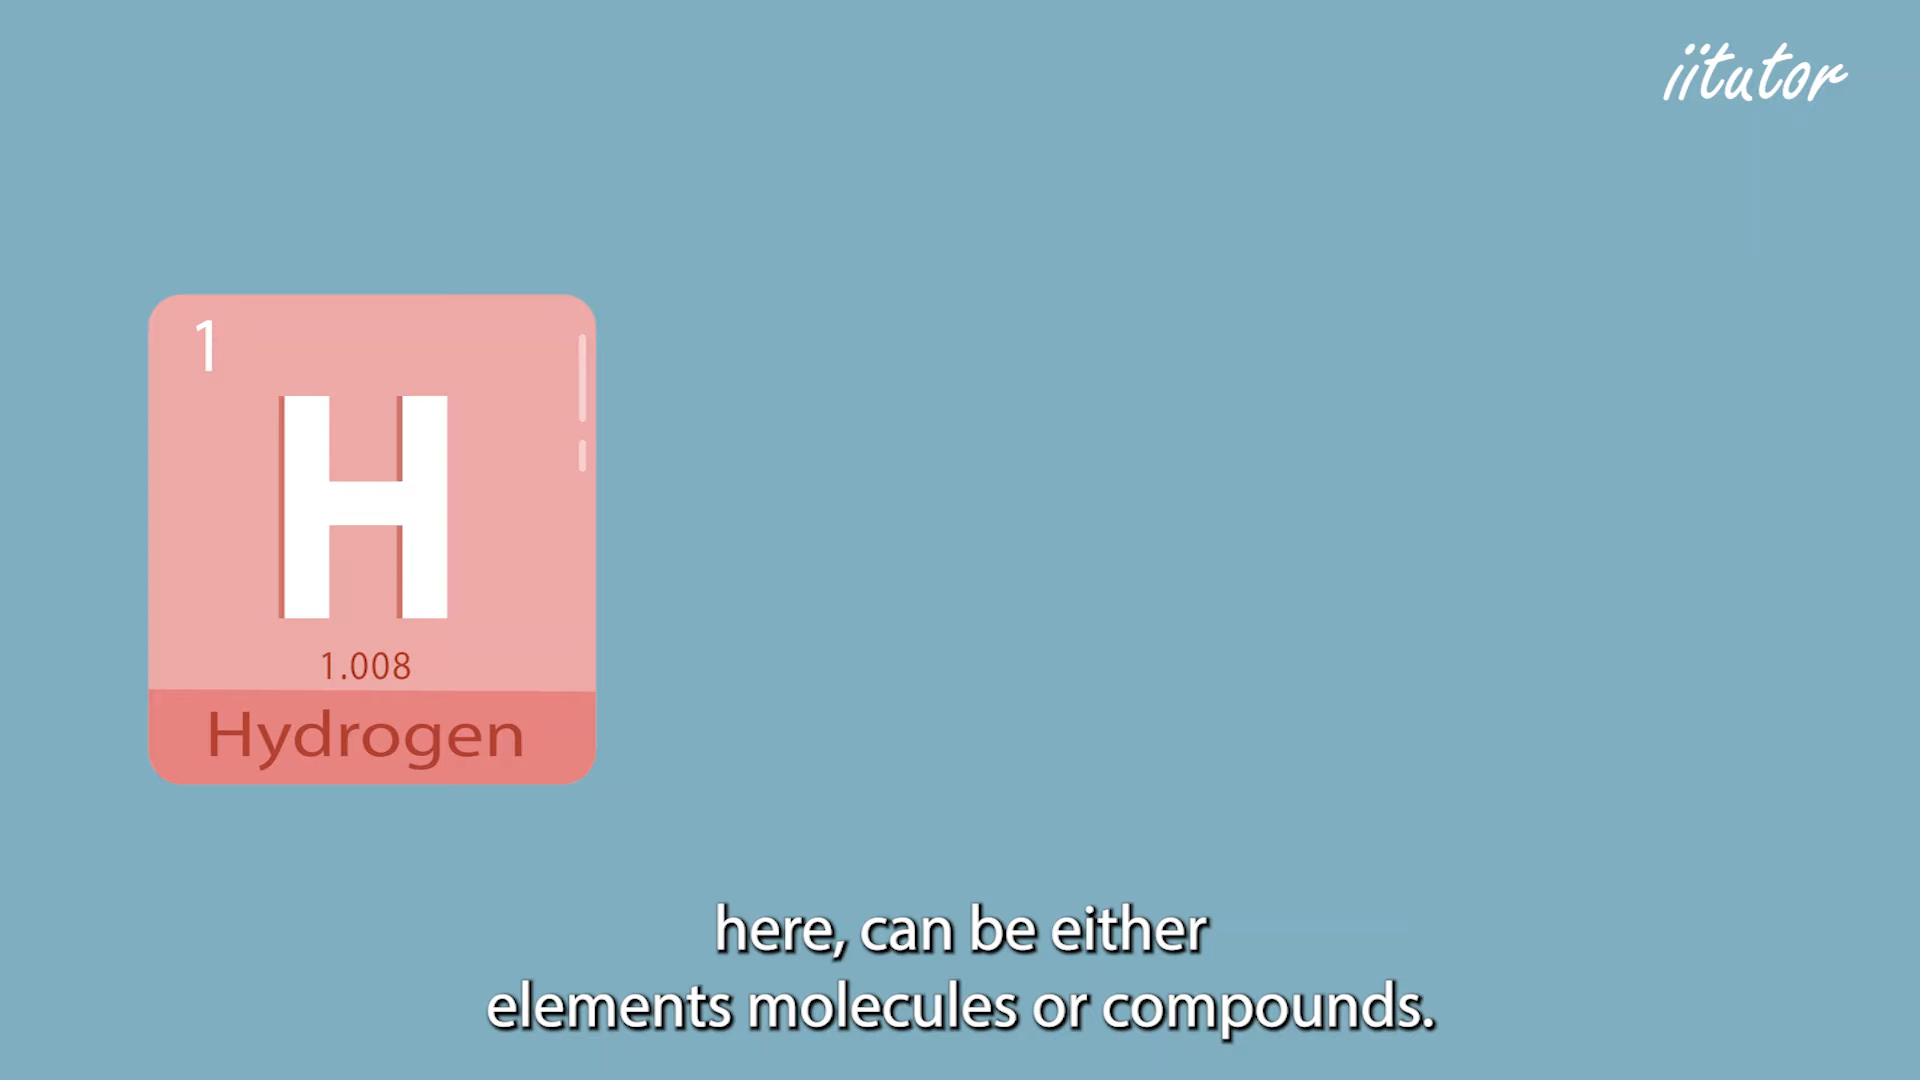 iitutor
1
H
1.008
Hydrogen
here, can be either
elements molecules or compounds.